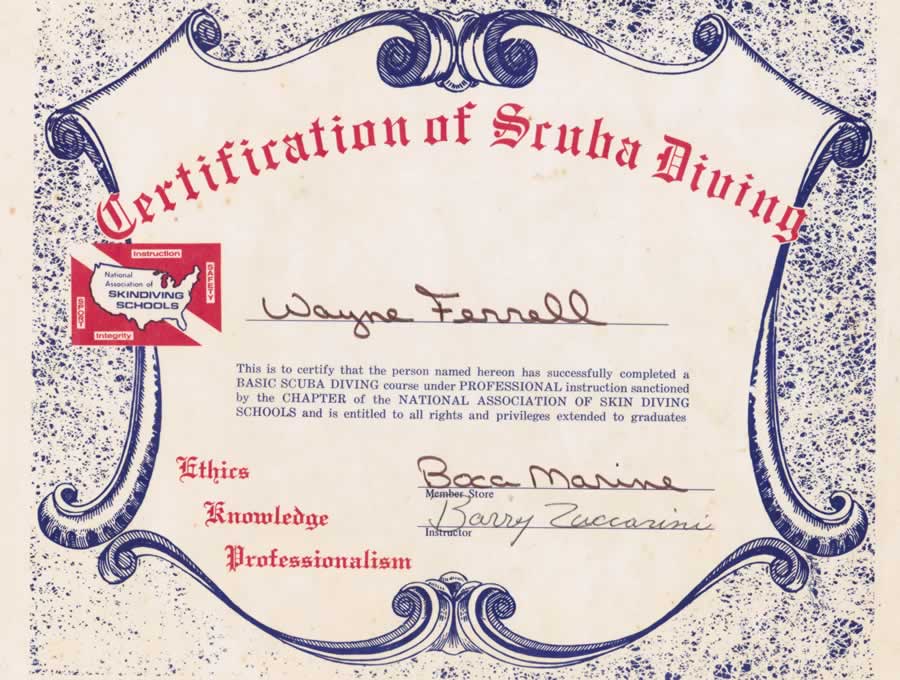 Certification of Scuba Diving
Instruction
SAFETY
National
Association of
SKINDIVING
SCHOOLS
SPORT
Integrity
Wayne Ferrell
This is to certify that the person named hereon has successfully completed a
BASIC SCUBA DIVING course under PROFESSIONAL instruction sanctioned
by the CHAPTER of the NATIONAL ASSOCIATION OF SKIN DIVING
SCHOOLS and is entitled to all rights and privileges extended to graduates
Ethics
Knowledge
Professionalism
Boca Marine
Member Store
Barry Zuccarini
Instructor